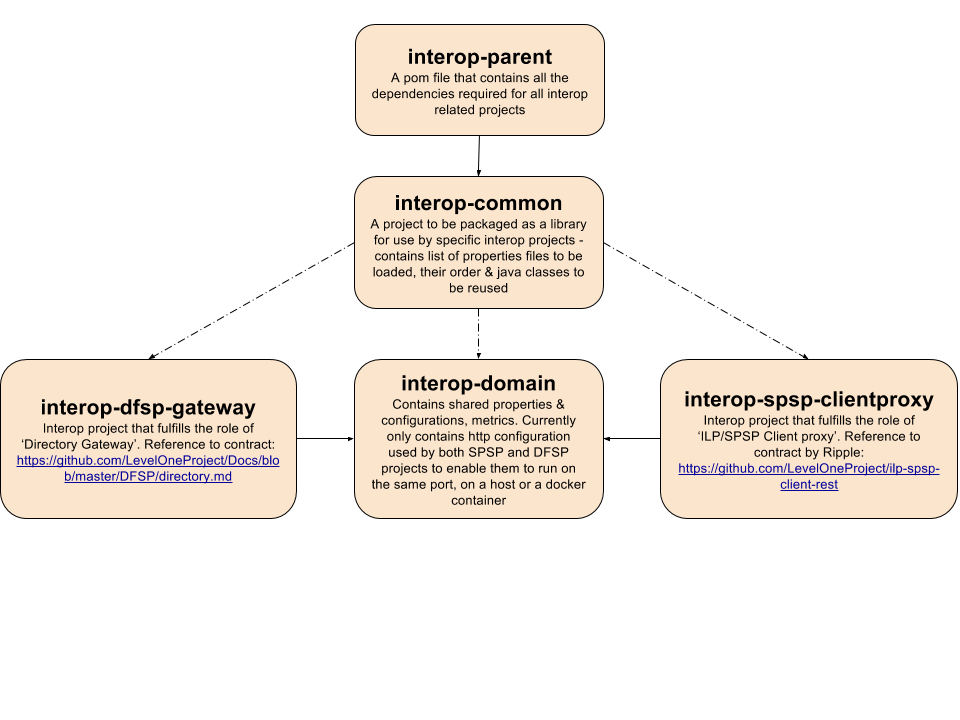 interop-parent
A pom file that contains all the
dependencies required for all interop
related projects
interop-common
A project to be packaged as a library
for use by specific interop projects -
contains list of properties files to be
loaded, their order & java classes to
be reused
interop-dfsp-gateway
Interop project that fulfills the role of
‘Directory Gateway’. Reference to contract:
https://github.com/LevelOneProject/Docs/blo
b/master/DFSP/directory.md
interop-domain
Contains shared properties &
configurations, metrics. Currently
only contains http configuration
used by both SPSP and DFSP
projects to enable them to run on
the same port, on a host or a docker
container
interop-spsp-clientproxy
Interop project that fulfills the role of
‘ILP/SPSP Client proxy’. Reference to
contract by Ripple:
https://github.com/LevelOneProject/ilp-spsp-
client-rest